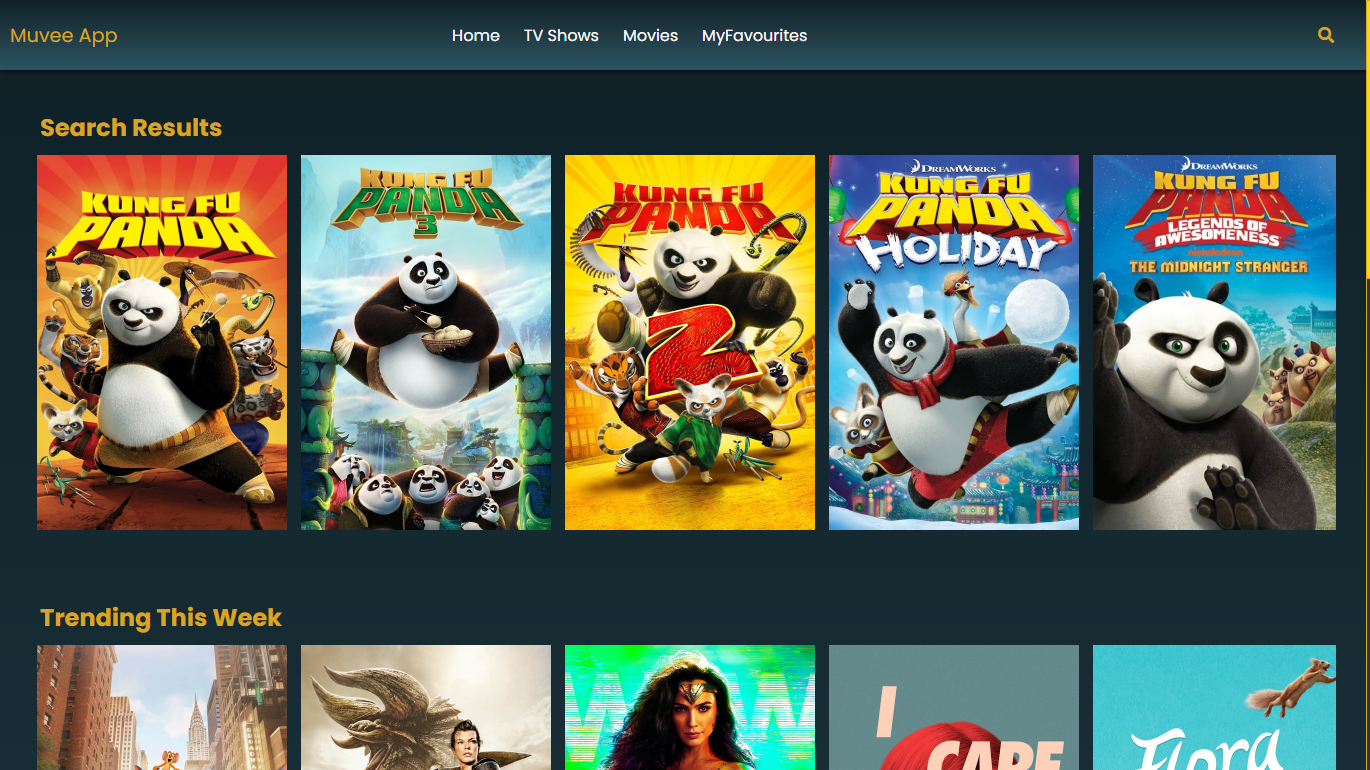 Muvee App
Home
TV Shows
Movies
MyFavourites
Search Results
KUNG FU
PANDA
KUNG FU
PANDA
3
KUNG FU
PANDA
2
DREAMWORKS
KUNG FU
PANDA
HOLIDAY
DREAMWORKS
KUNG FU
PANDA
LEGENDS OF
AWESOMENESS
nickelodeon
THE MIDNIGHT STRANGER
Trending This Week
WW
I
CARE
Flora